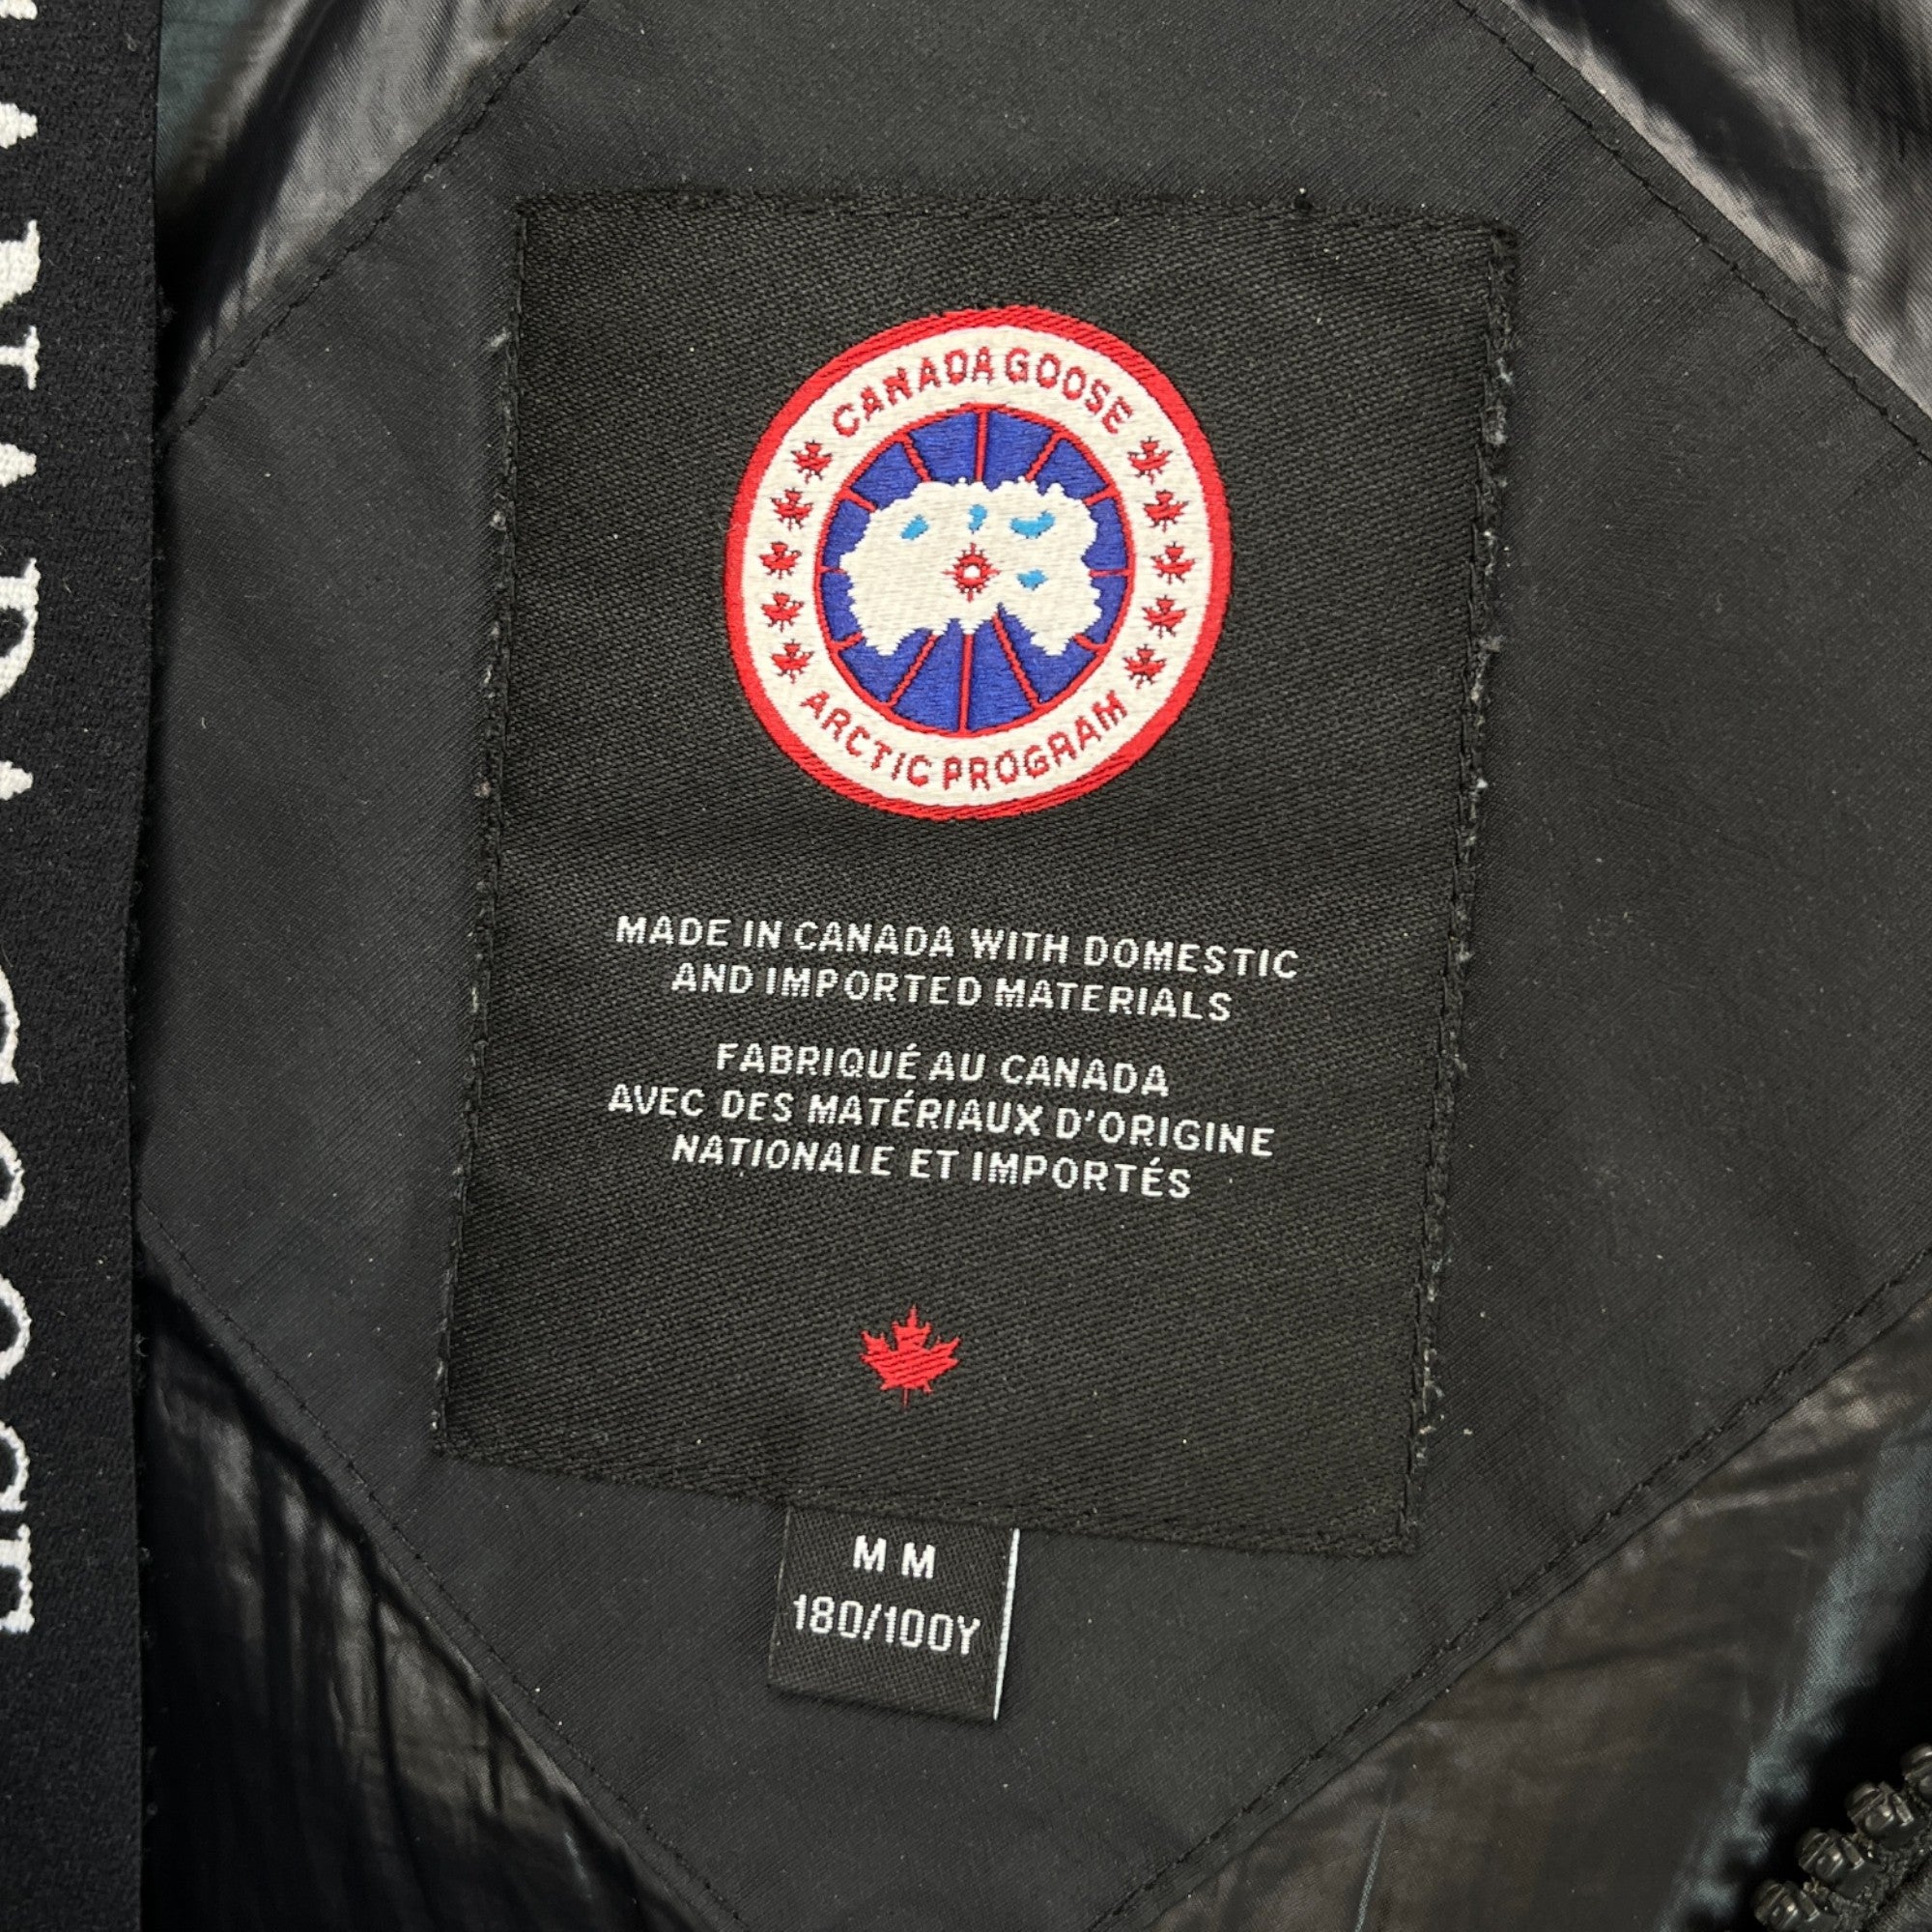 CANADA GOOSE
ARCTIC PROGRAM
MADE IN CANADA WITH DOMESTIC
AND IMPORTED MATERIALS
FABRIQUÉ AU CANADA
AVEC DES MATÉRIAUX D'ORIGINE
NATIONALE ET IMPORTÉS
M M
180/100Y